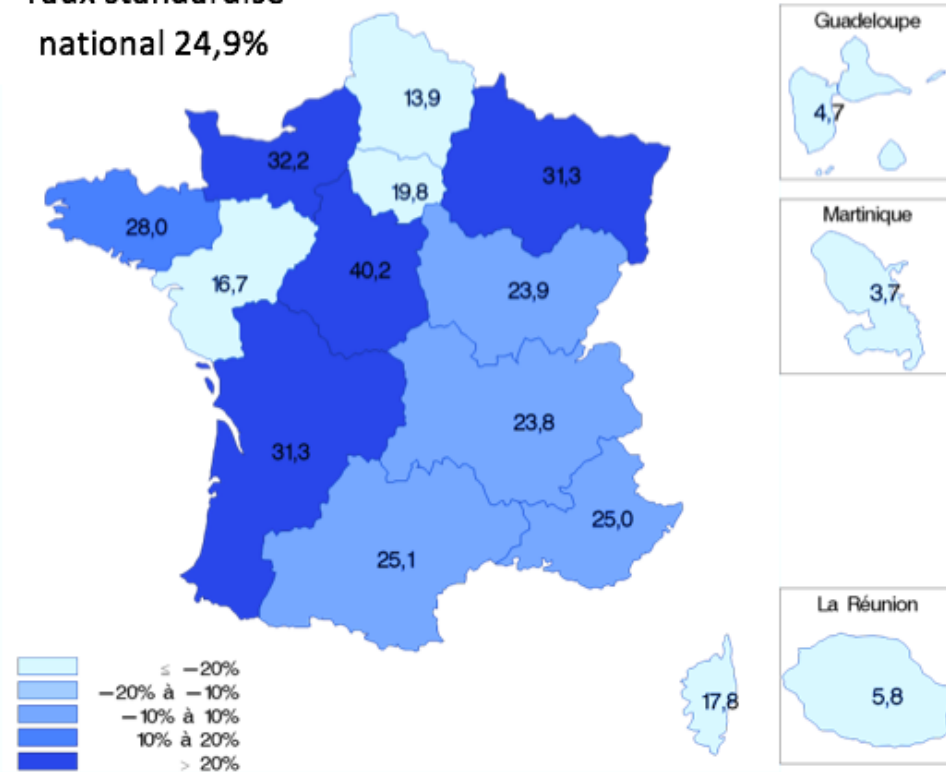 Taux standardisé
national 24,9%
13,9
32,2
19,8
31,3
28,0
16,7
40,2
23,9
31,3
23,8
25,0
25,1
17,8
Guadeloupe
4,7
Martinique
3,7
La Réunion
5,8
≤ −20%
−20% à −10%
−10% à 10%
10% à 20%
> 20%